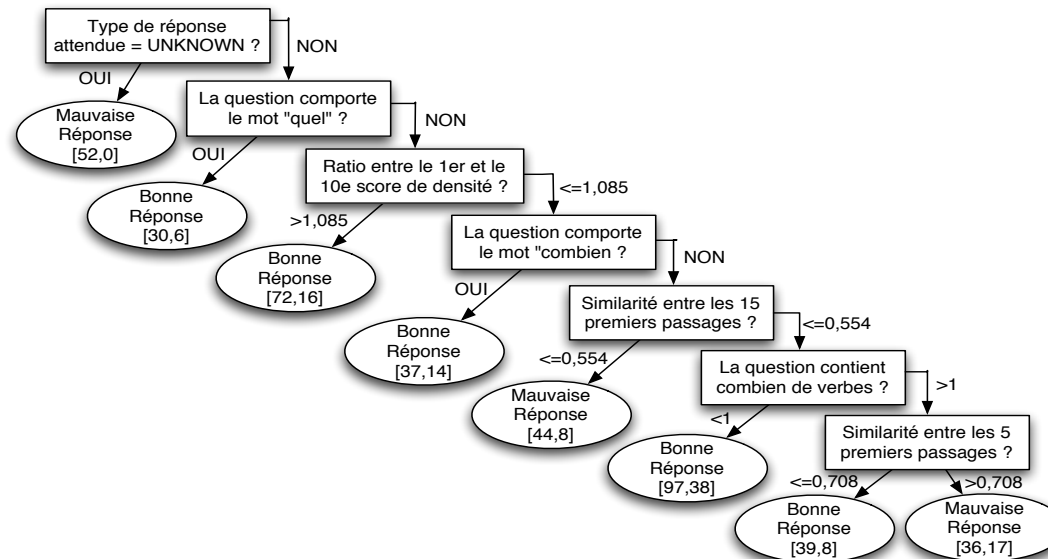 Type de réponse
attendue = UNKNOWN ?
NON
OUI
Mauvaise
Réponse
[52,0]
La question comporte
le mot "quel" ?
NON
OUI
Bonne
Réponse
[30,6]
Ratio entre le 1er et le
10e score de densité ?
<=1,085
>1,085
Bonne
Réponse
[72,16]
La question comporte
le mot "combien ?
NON
OUI
Bonne
Réponse
[37,14]
Similarité entre les 15
premiers passages ?
<=0,554
<=0,554
Mauvaise
Réponse
[44,8]
La question contient
combien de verbes ?
>1
<1
Bonne
Réponse
[97,38]
Similarité entre les 5
premiers passages ?
<=0,708
>0,708
Bonne
Réponse
[39,8]
Mauvaise
Réponse
[36,17]